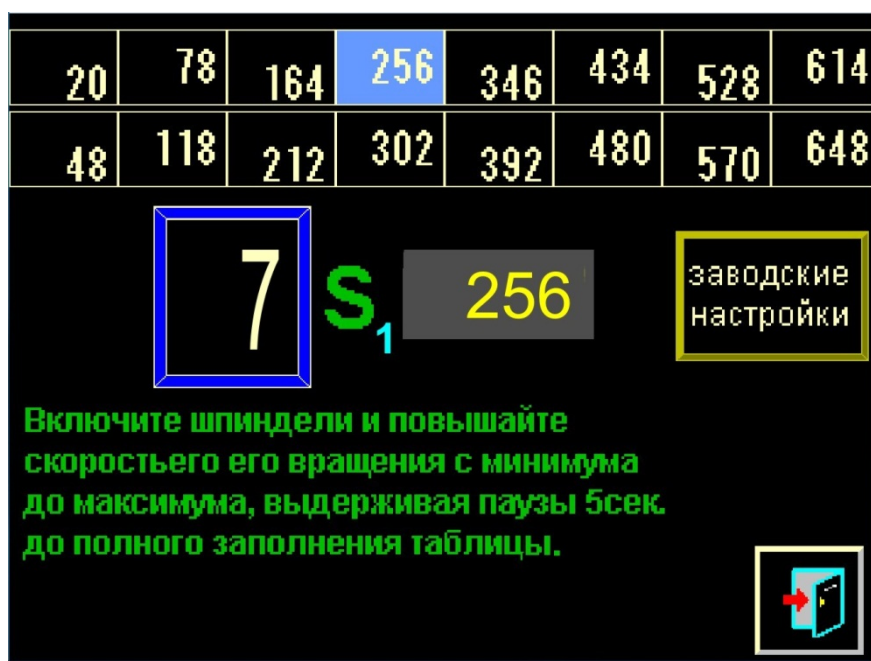 20 78 164 256 346 434 528 614
48 118 212 302 392 480 570 648
7 S1 256
заводские
настройки
Включите шпиндели и повышайте
скоростьего его вращения с минимума
до максимума, выдерживая паузы 5сек.
до полного заполнения таблицы.